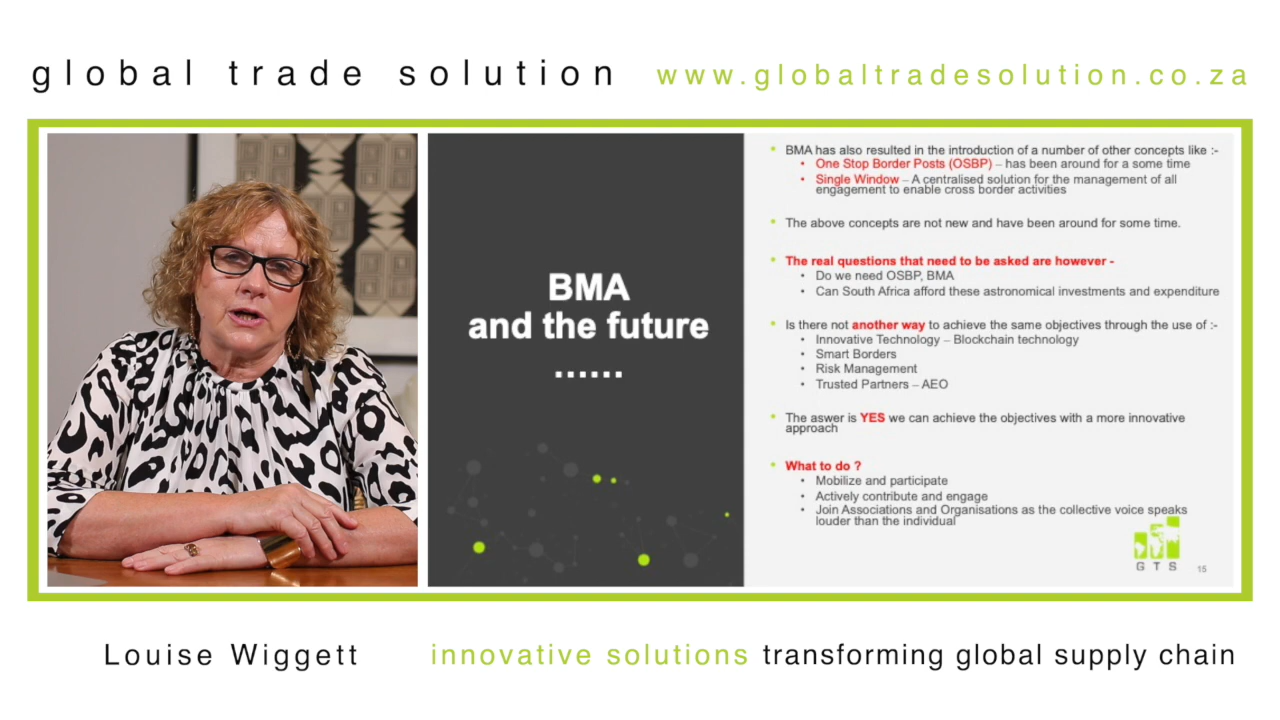 global trade solution www.globaltradesolution.co.za
BMA
and the future
......
• BMA has also resulted in the introduction of a number of other concepts like :-
• One Stop Border Posts (OSBP) – has been around for a some time
• Single Window – A centralised solution for the management of all
engagement to enable cross border activities
• The above concepts are not new and have been around for some time.
• The real questions that need to be asked are however -
• Do we need OSBP, BMA
• Can South Africa afford these astronomical investments and expenditure
• Is there not another way to achieve the same objectives through the use of :-
• Innovative Technology – Blockchain technology
• Smart Borders
• Risk Management
• Trusted Partners – AEO
• The aswer is YES we can achieve the objectives with a more innovative
approach
• What to do ?
• Mobilize and participate
• Actively contribute and engage
• Join Associations and Organisations as the collective voice speaks
louder than the individual
G T S
15
Louise Wiggett
innovative solutions transforming global supply chain